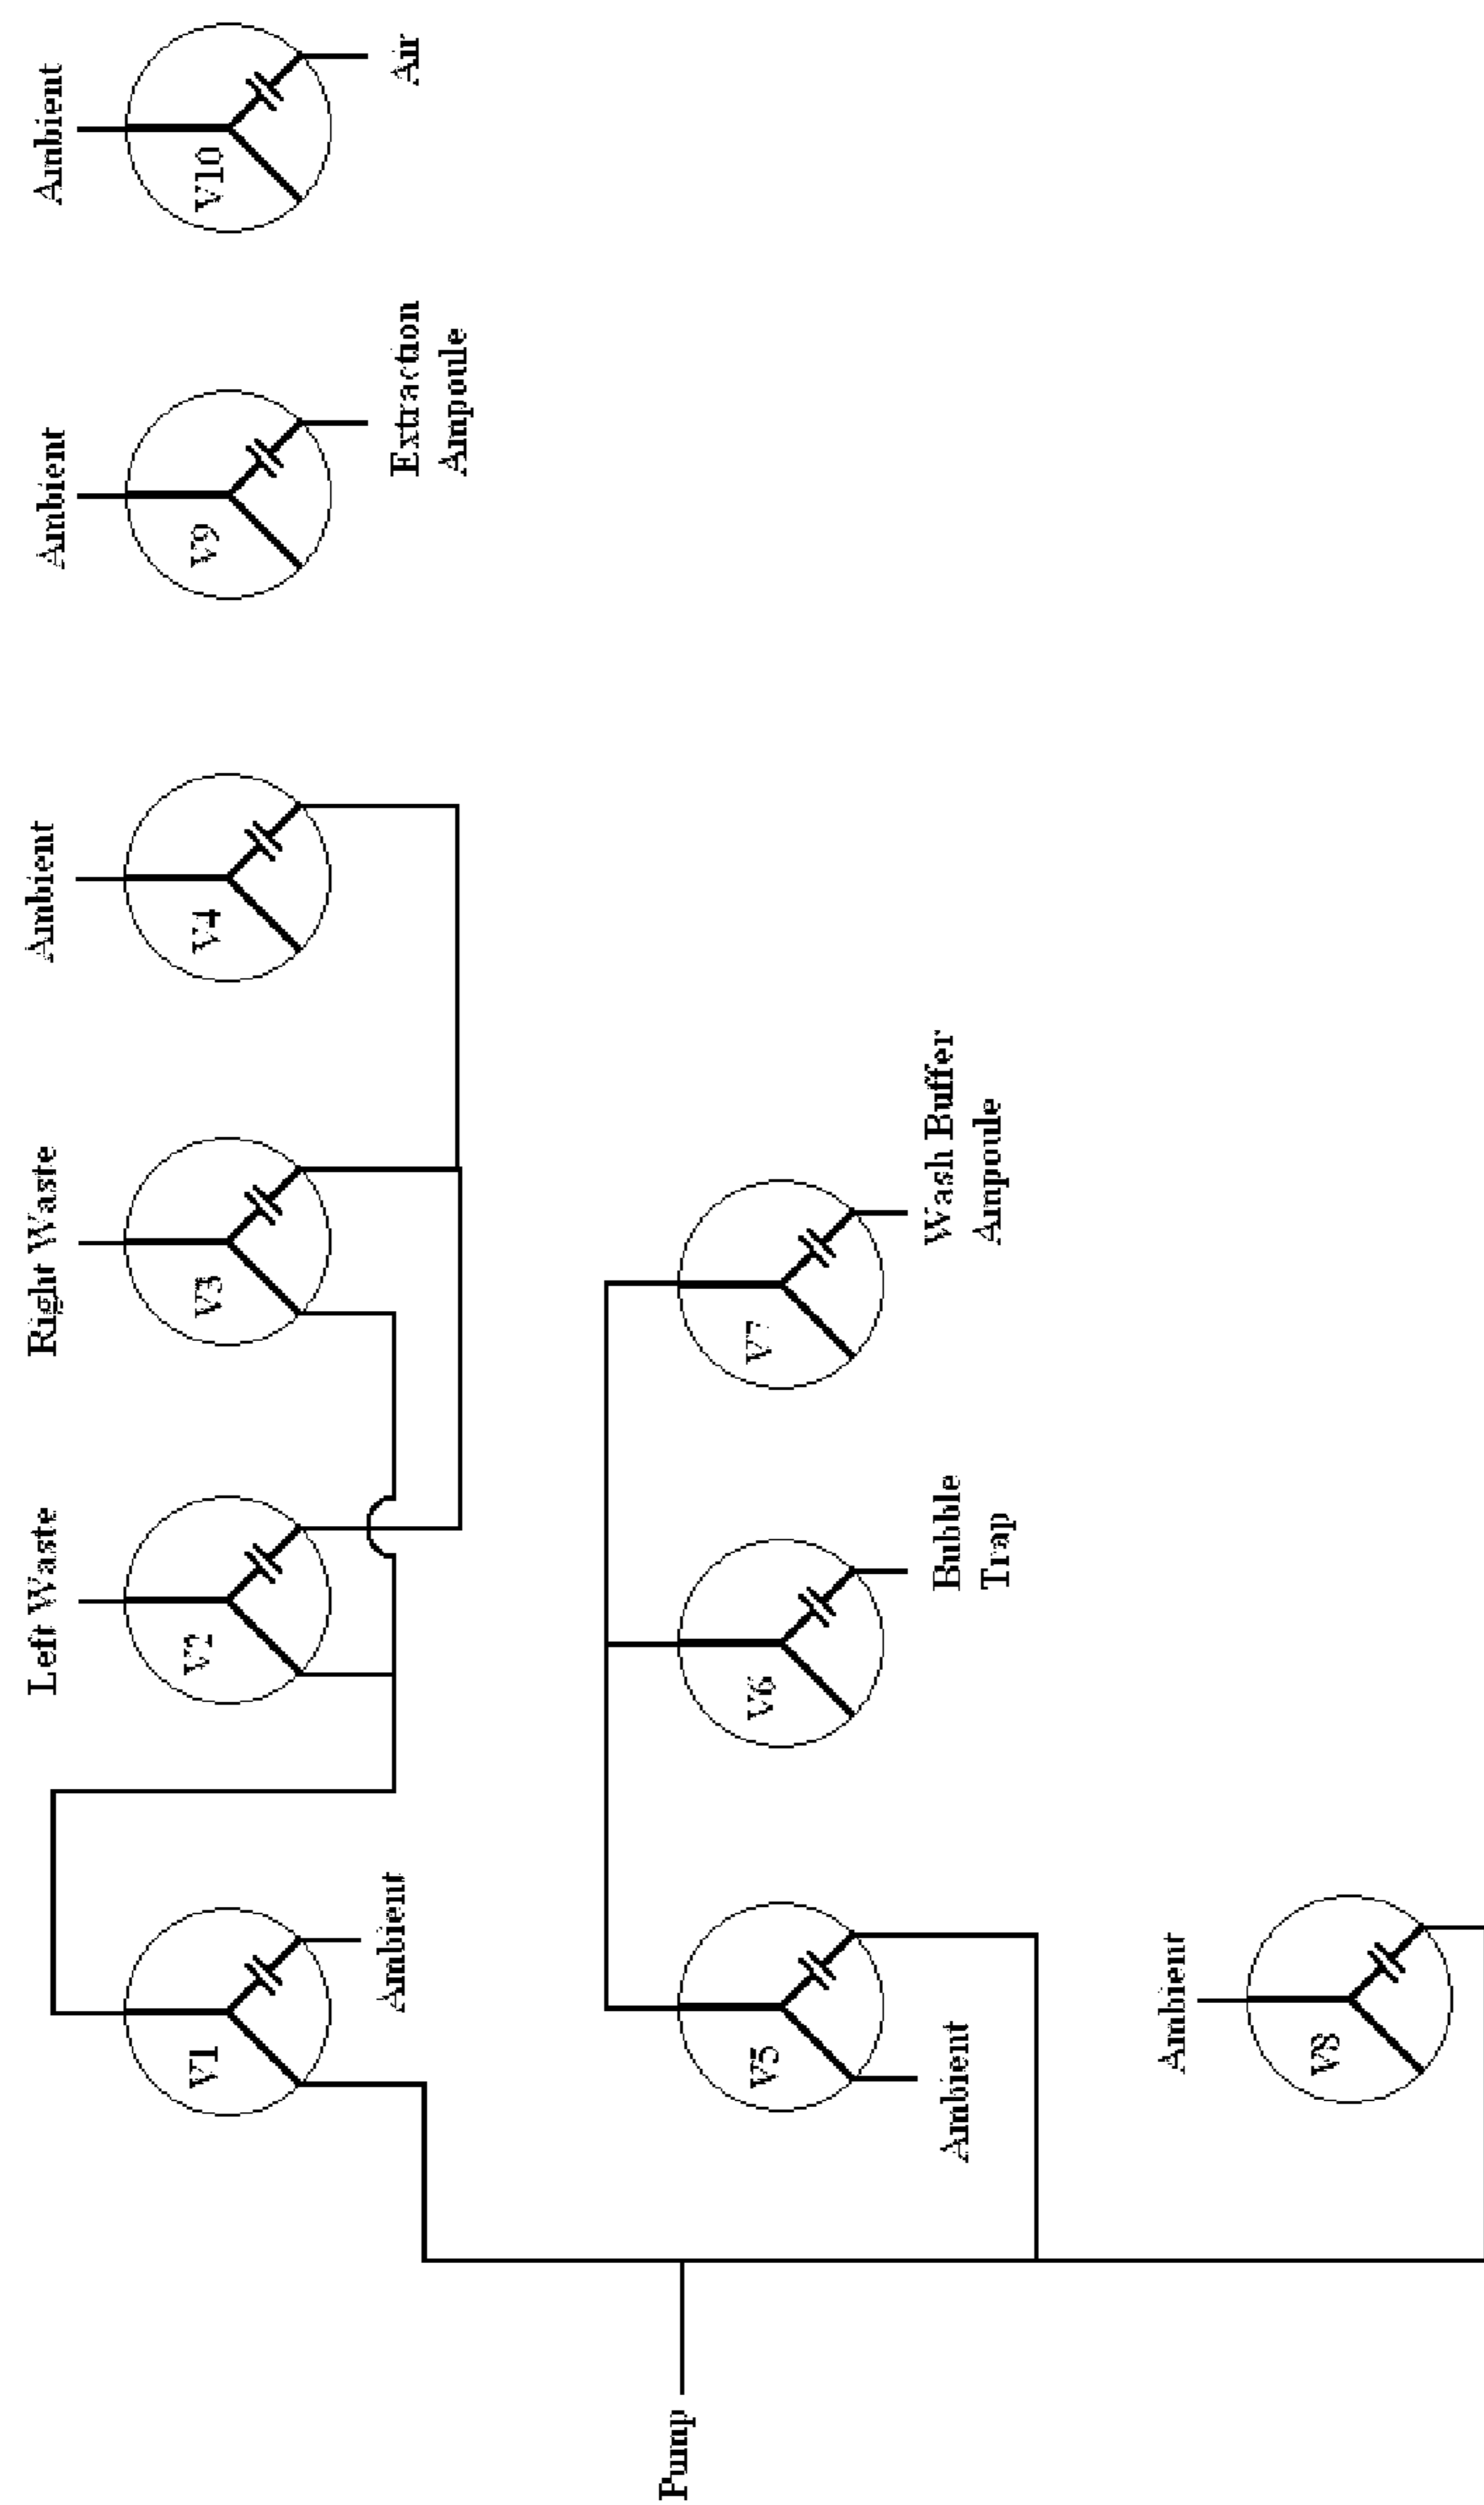 Left Waste
Right Waste
Ambient
Ambient
Ambient
V1
V2
V3
V4
V9
V10
Ambient
Extraction
Ampoule
Air
Pump
V5
V6
V7
Ambient
Bubble
Trap
Wash Buffer
Ampoule
Ambient
V8